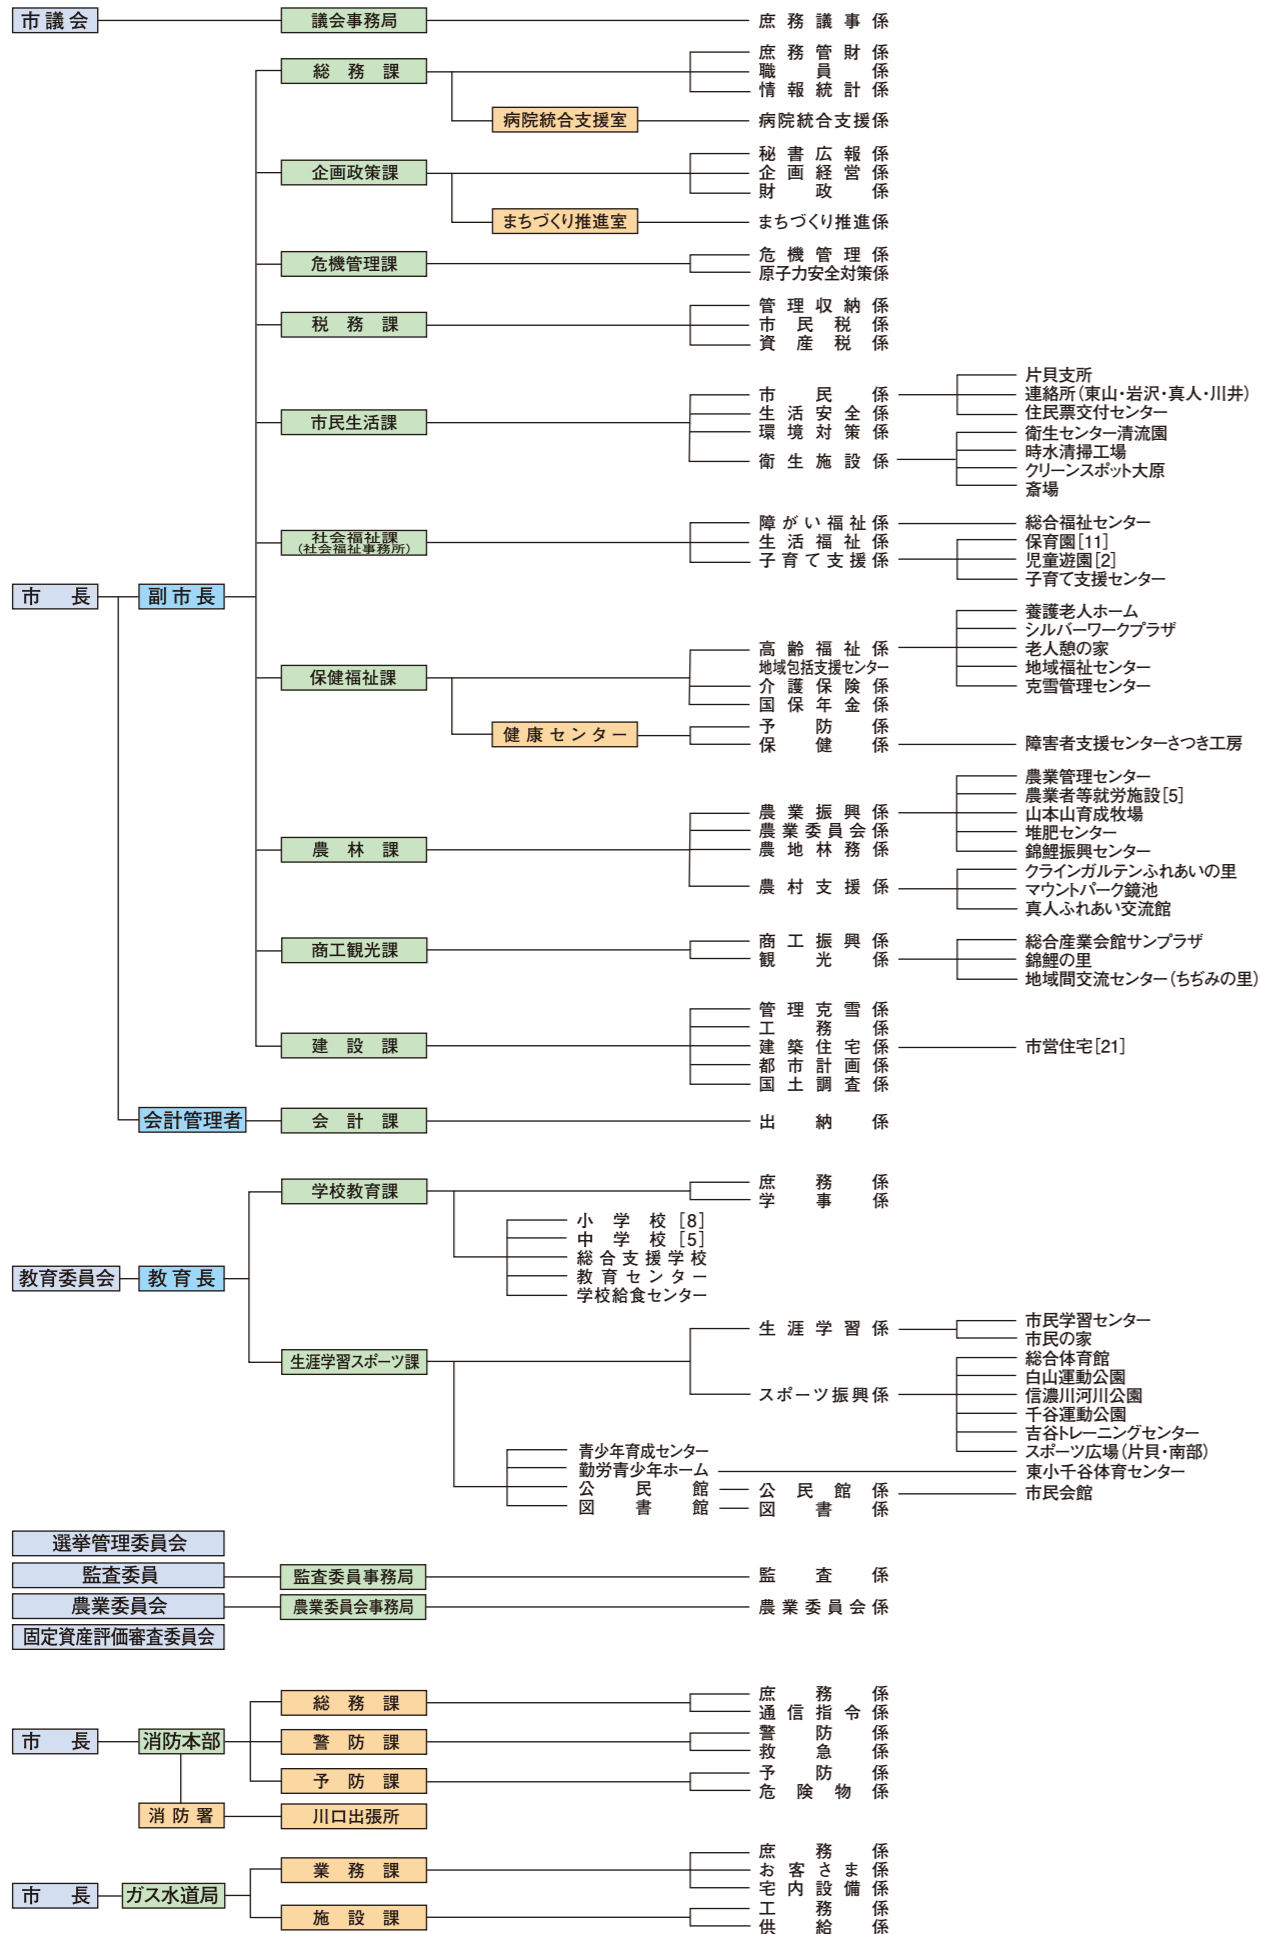 市議会 議会事務局 庶務議事係
総務課 庶務管財係
職員係
情報統計係
病院統合支援室 病院統合支援係
企画政策課 秘書広報係
企画経営係
財政係
まちづくり推進室 まちづくり推進係
危機管理課 危機管理係
原子力安全対策係
税務課 管理収納係
市民税係
資産税係
市民生活課 市民係 片貝支所
連絡所(東山・岩沢・真人・川井)
住民票交付センター
生活安全係
環境対策係
衛生施設係 衛生センター清流園
時水清掃工場
クリーンスポット大原
斎場
社会福祉課
(社会福祉事務所)
障がい福祉係 総合福祉センター
生活福祉係
子育て支援係 保育園[11]
児童遊園[2]
子育て支援センター
市長 副市長
保健福祉課 高齢福祉係 養護老人ホーム
シルバーワークプラザ
老人憩の家
地域福祉センター
克雪管理センター
地域包括支援センター
介護保険係
国保年金係
健康センター 予防係
保健係 障害者支援センターさつき工房
農林課 農業振興係 農業管理センター
農業者等就労施設[5]
山本山育成牧場
堆肥センター
錦鯉振興センター
農業委員会係
農地林務係
農村支援係 クラインガルテンふれあいの里
マウントパーク鏡池
真人ふれあい交流館
商工観光課 商工振興係
観光係 総合産業会館サンプラザ
錦鯉の里
地域間交流センター(ちぢみの里)
建設課 管理克雪係
工務係
建築住宅係 市営住宅[21]
都市計画係
国土調査係
会計管理者 会計課 出納係
教育委員会 教育長
学校教育課 庶務係
学事係
小学校[8]
中学校[5]
総合支援学校
教育センター
学校給食センター
生涯学習スポーツ課 生涯学習係 市民学習センター
市民の家
スポーツ振興係 総合体育館
白山運動公園
信濃川河川公園
千谷運動公園
吉谷トレーニングセンター
スポーツ広場(片貝・南部)
青少年育成センター
勤労青少年ホーム 東小千谷体育センター
公民館 公民館係 市民会館
図書館 図書係
選挙管理委員会
監査委員 監査委員事務局 監査係
農業委員会 農業委員会事務局 農業委員会係
固定資産評価審査委員会
市長 消防本部
総務課 庶務係
通信指令係
警防課 警防係
救急係
予防課 予防係
危険物係
消防署 川口出張所
市長 ガス水道局
業務課 庶務係
お客さま係
宅内設備係
施設課 工務係
供給係